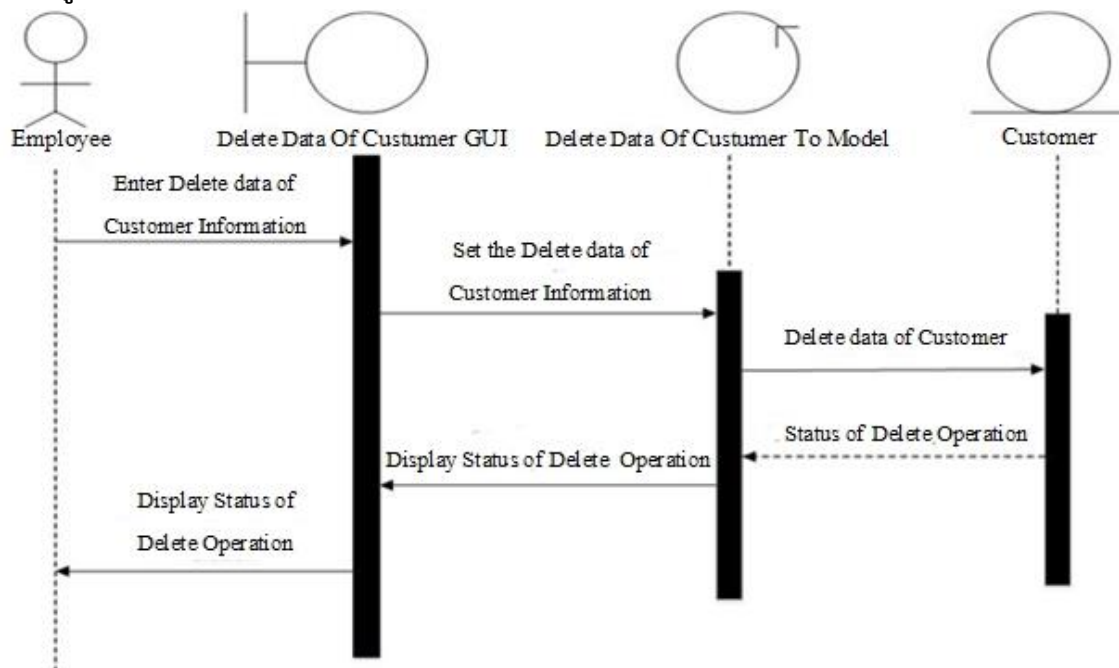 Employee
Delete Data Of Custumer GUI
Delete Data Of Custumer To Model
Customer
Enter Delete data of
Customer Information
Set the Delete data of
Customer Information
Delete data of Customer
Status of Delete Operation
Display Status of Delete Operation
Display Status of
Delete Operation